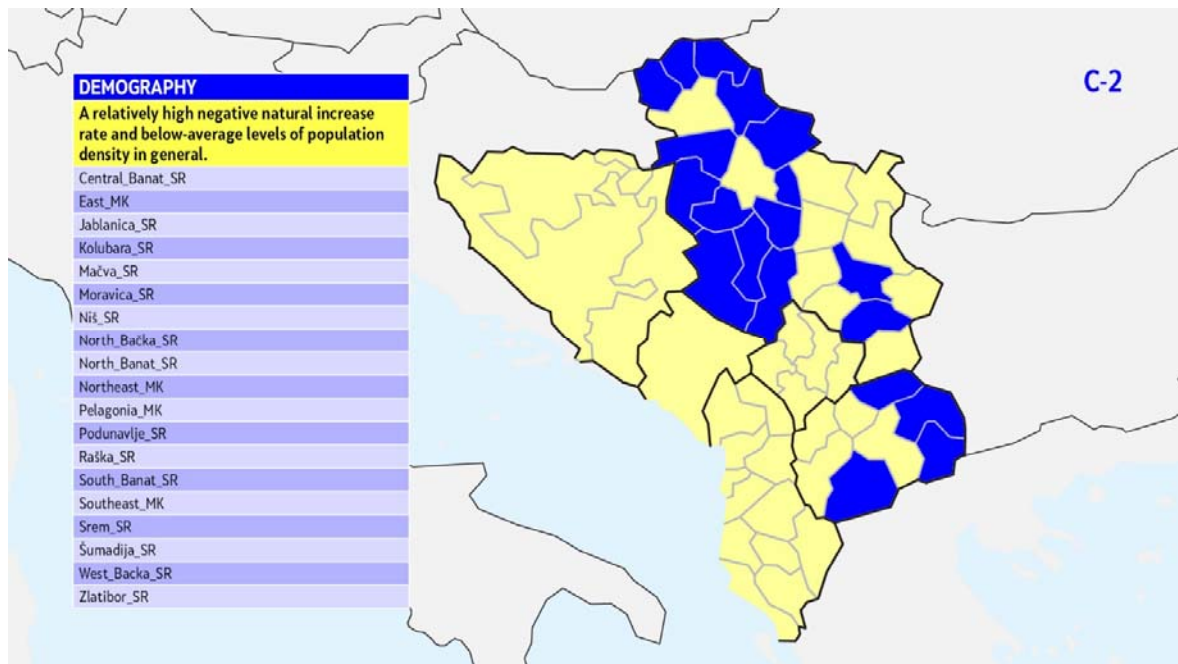 DEMOGRAPHY
A relatively high negative natural increase
rate and below-average levels of population
density in general.
Central_Banat_SR
East_MK
Jablanica_SR
Kolubara_SR
Mačva_SR
Moravica_SR
Niš_SR
North_Bačka_SR
North_Banat_SR
Northeast_MK
Pelagonia_MK
Podunavlje_SR
Raška_SR
South_Banat_SR
Southeast_MK
Srem_SR
Šumadija_SR
West_Backa_SR
Zlatibor_SR
C-2